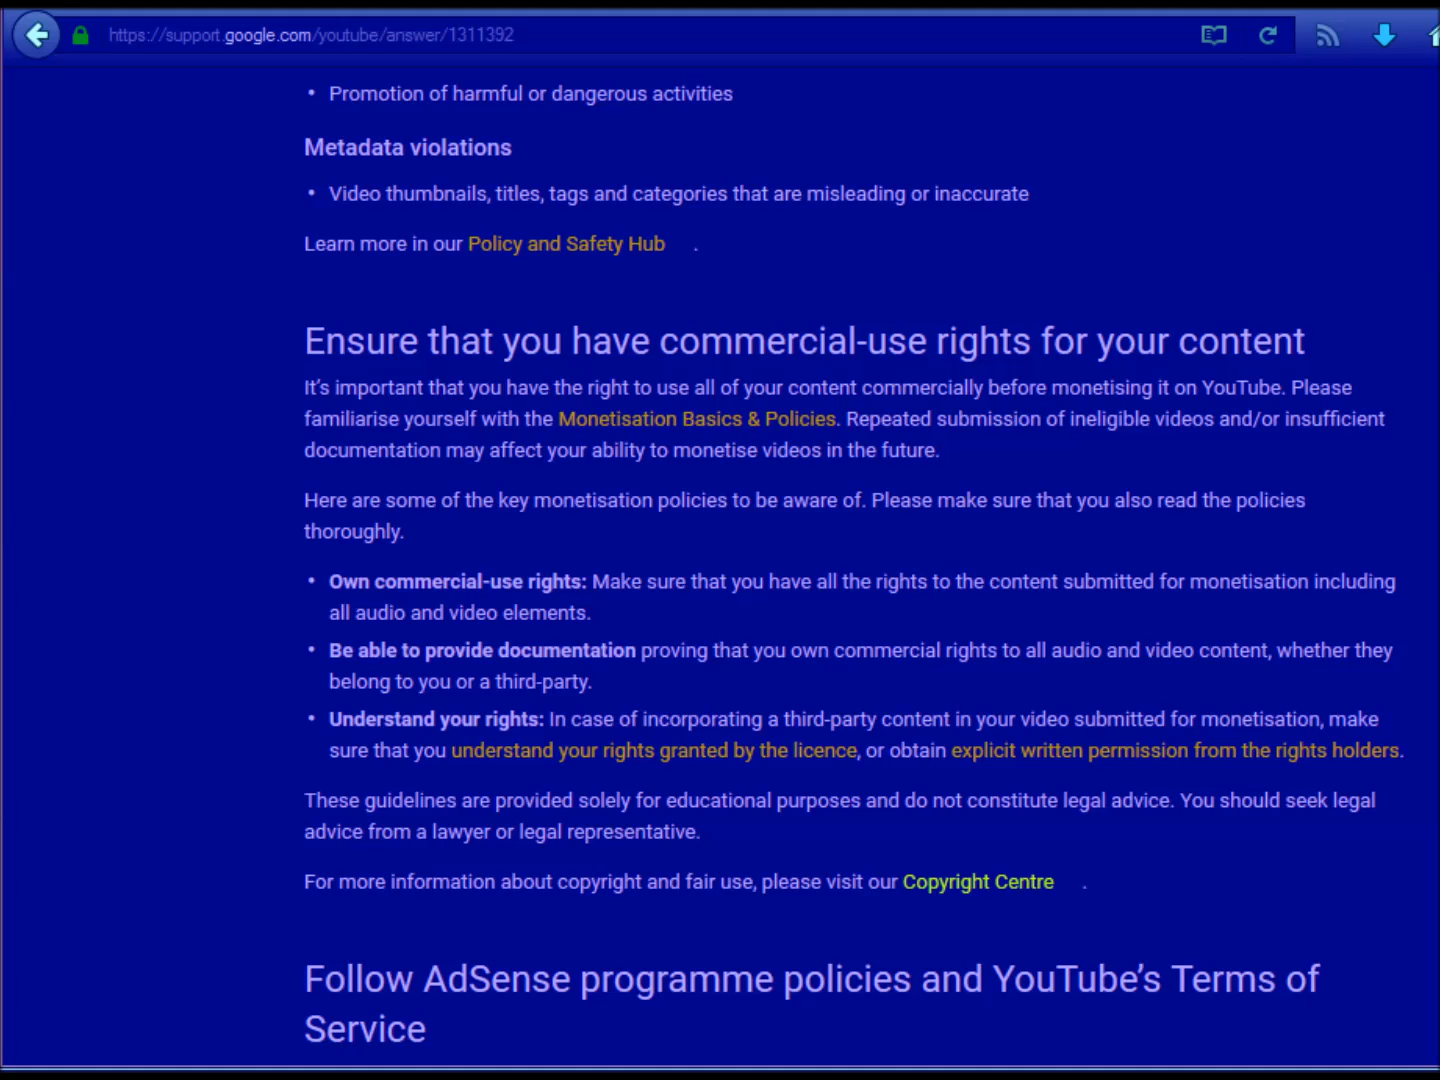 https://support.google.com/youtube/answer/1311392
• Promotion of harmful or dangerous activities
Metadata violations
• Video thumbnails, titles, tags and categories that are misleading or inaccurate
Learn more in our Policy and Safety Hub .
Ensure that you have commercial-use rights for your content
It's important that you have the right to use all of your content commercially before monetising it on YouTube. Please
familiarise yourself with the Monetisation Basics & Policies. Repeated submission of ineligible videos and/or insufficient
documentation may affect your ability to monetise videos in the future.
Here are some of the key monetisation policies to be aware of. Please make sure that you also read the policies
thoroughly.
• Own commercial-use rights: Make sure that you have all the rights to the content submitted for monetisation including
all audio and video elements.
• Be able to provide documentation proving that you own commercial rights to all audio and video content, whether they
belong to you or a third-party.
• Understand your rights: In case of incorporating a third-party content in your video submitted for monetisation, make
sure that you understand your rights granted by the licence, or obtain explicit written permission from the rights holders.
These guidelines are provided solely for educational purposes and do not constitute legal advice. You should seek legal
advice from a lawyer or legal representative.
For more information about copyright and fair use, please visit our Copyright Centre .
Follow AdSense programme policies and YouTube's Terms of
Service